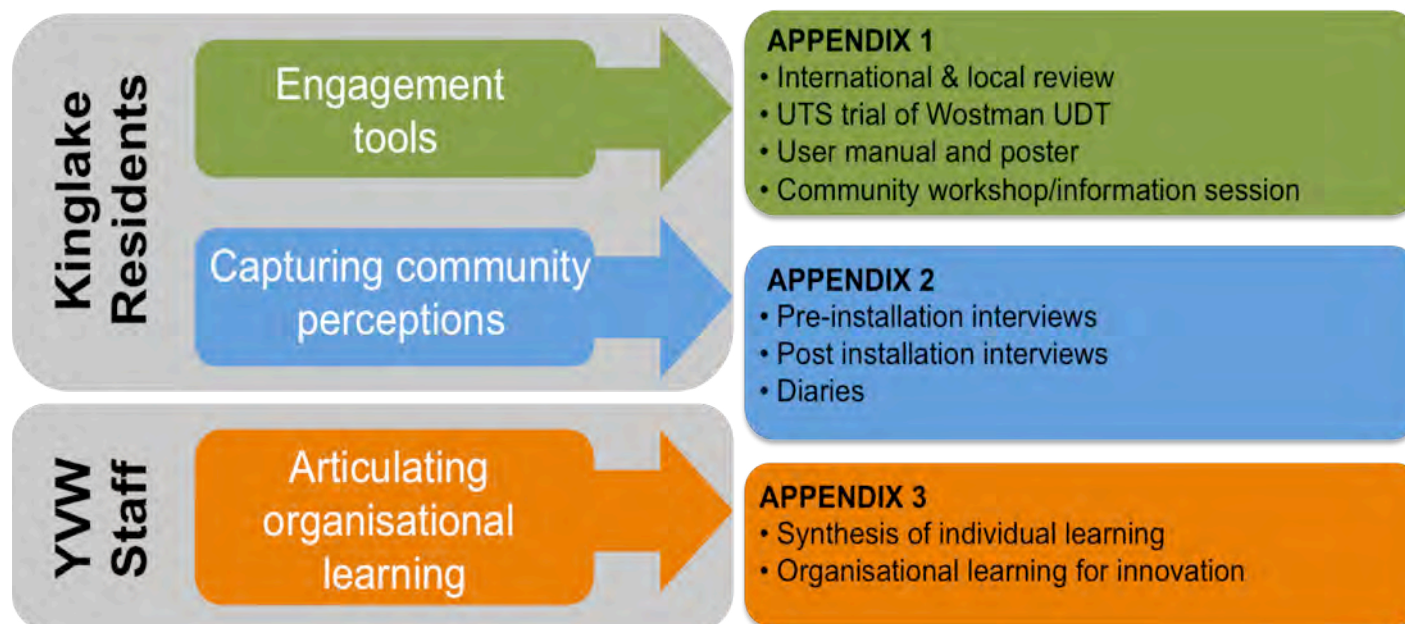 Kinglake
Residents
Engagement
tools
APPENDIX 1
• International & local review
• UTS trial of Wostman UDT
• User manual and poster
• Community workshop/information session
Capturing community
perceptions
APPENDIX 2
• Pre-installation interviews
• Post installation interviews
• Diaries
YVW
Staff
Articulating
organisational
learning
APPENDIX 3
• Synthesis of individual learning
• Organisational learning for innovation